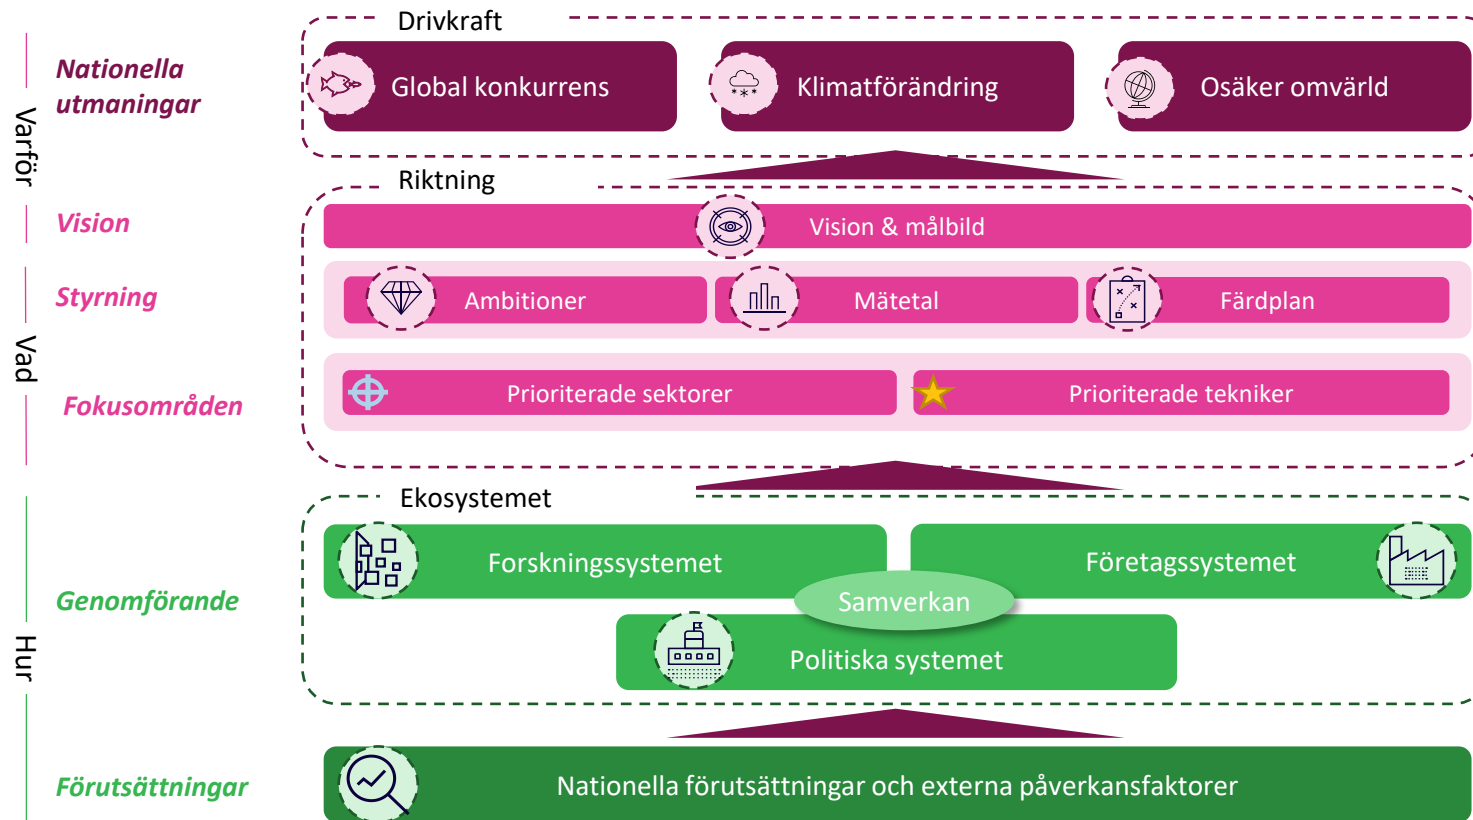 Drivkraft
Nationella
utmaningar
Global konkurrens
Klimatförändring
Osäker omvärld
Varför
Riktning
Vision
Vision & målbild
Styrning
Ambitioner
Mätetal
Färdplan
Vad
Fokusområden
Prioriterade sektorer
Prioriterade tekniker
Ekosystemet
Forskningssystemet
Företagssystemet
Genomförande
Samverkan
Hur
Politiska systemet
Förutsättningar
Nationella förutsättningar och externa påverkansfaktorer